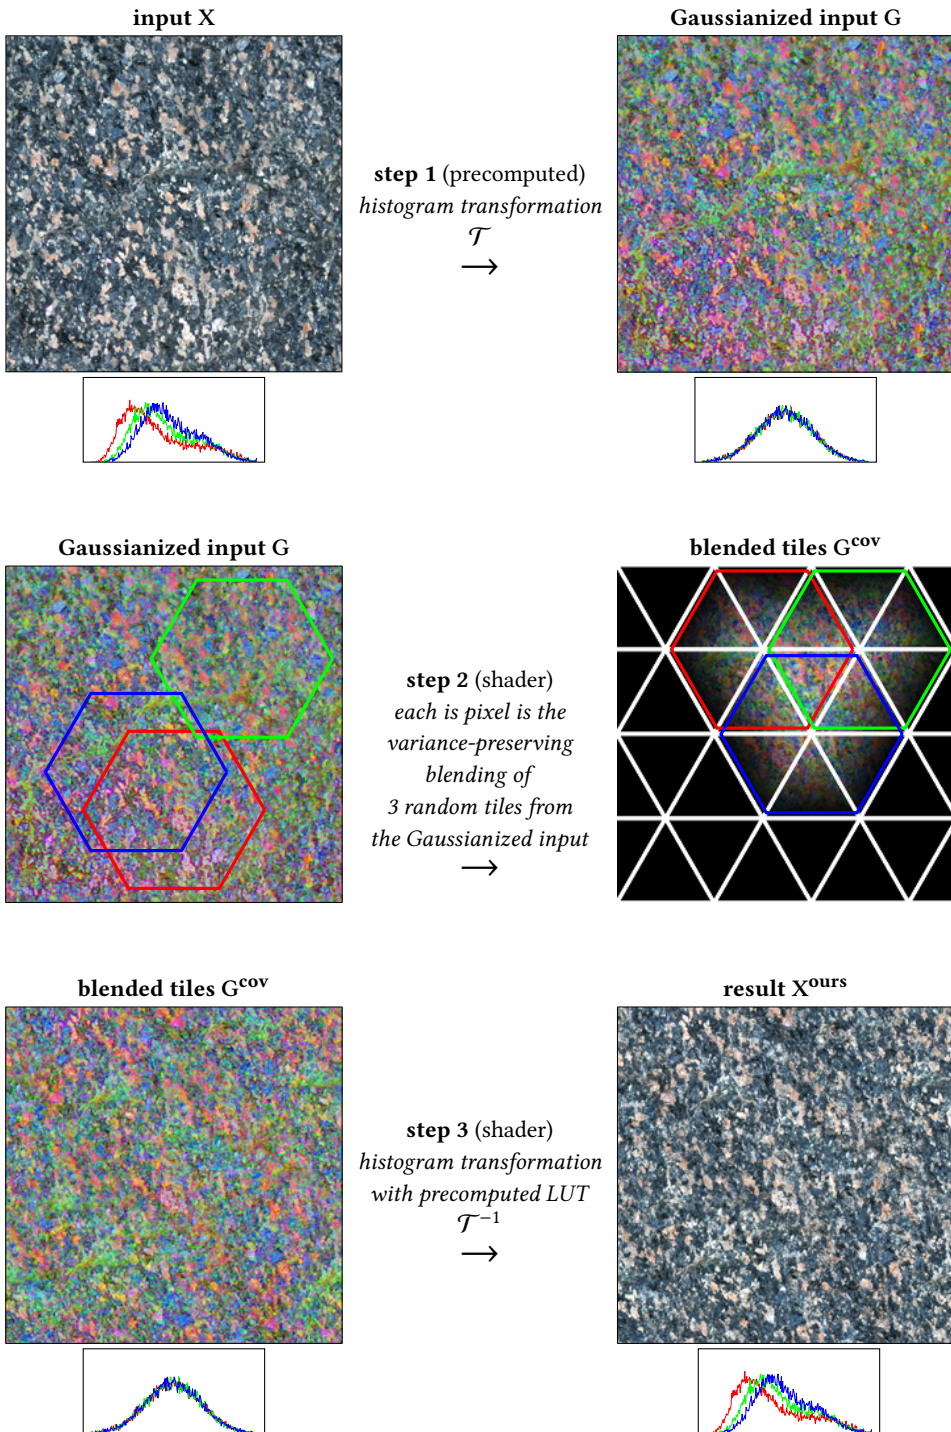 input X
Gaussianized input G
step 1 (precomputed)
histogram transformation
𝒯
→
Gaussianized input G
blended tiles G^cov
step 2 (shader)
each is pixel is the
variance-preserving
blending of
3 random tiles from
the Gaussianized input
→
blended tiles G^cov
result X^ours
step 3 (shader)
histogram transformation
with precomputed LUT
𝒯⁻¹
→